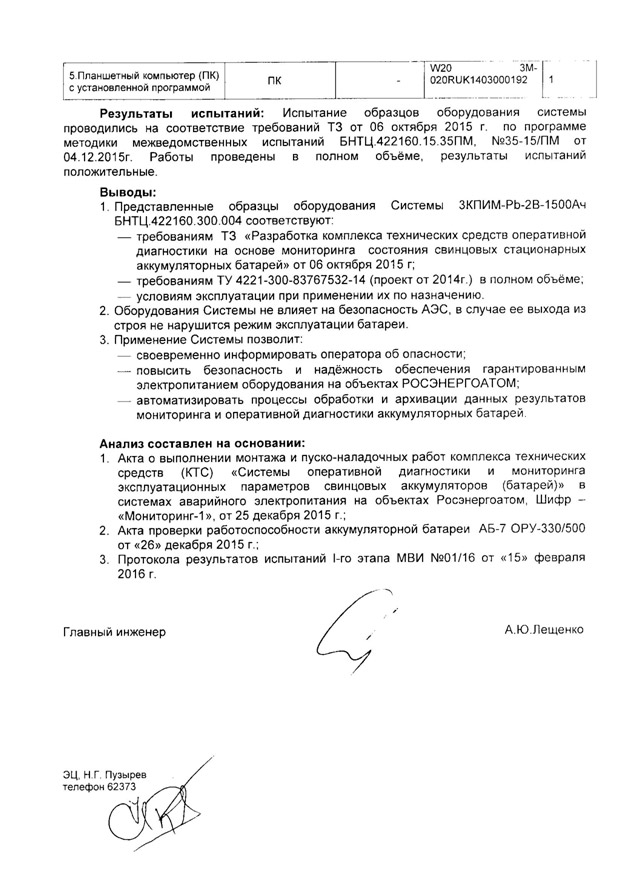 5.Планшетный компьютер (ПК) с установленной программой ПК - W20 3M-020RUK1403000192 1
Результаты испытаний: Испытание образцов оборудования системы
проводились на соответствие требований ТЗ от 06 октября 2015 г. по программе
методики межведомственных испытаний БНТЦ.422160.15.35ПМ, №35-15/ПМ от
04.12.2015г. Работы проведены в полном объёме, результаты испытаний
положительные.
Выводы:
1. Представленные образцы оборудования Системы 3КПИМ-Pb-2В-1500Ач
БНТЦ.422160.300.004 соответствуют:
— требованиям ТЗ «Разработка комплекса технических средств оперативной
диагностики на основе мониторинга состояния свинцовых стационарных
аккумуляторных батарей» от 06 октября 2015 г;
— требованиям ТУ 4221-300-83767532-14 (проект от 2014г.) в полном объёме;
— условиям эксплуатации при применении их по назначению.
2. Оборудования Системы не влияет на безопасность АЭС, в случае ее выхода из
строя не нарушится режим эксплуатации батареи.
3. Применение Системы позволит:
— своевременно информировать оператора об опасности;
— повысить безопасность и надёжность обеспечения гарантированным
электропитанием оборудования на объектах РОСЭНЕРГОАТОМ;
— автоматизировать процессы обработки и архивации данных результатов
мониторинга и оперативной диагностики аккумуляторных батарей.
Анализ составлен на основании:
1. Акта о выполнении монтажа и пуско-наладочных работ комплекса технических
средств (КТС) «Системы оперативной диагностики и мониторинга
эксплуатационных параметров свинцовых аккумуляторов (батарей)» в
системах аварийного электропитания на объектах Росэнергоатом, Шифр –
«Мониторинг-1», от 25 декабря 2015 г.;
2. Акта проверки работоспособности аккумуляторной батареи АБ-7 ОРУ-330/500
от «26» декабря 2015 г.;
3. Протокола результатов испытаний I-го этапа МВИ №01/16 от «15» февраля
2016 г.
Главный инженер А.Ю.Лещенко
ЭЦ, Н.Г. Пузырев
телефон 62373